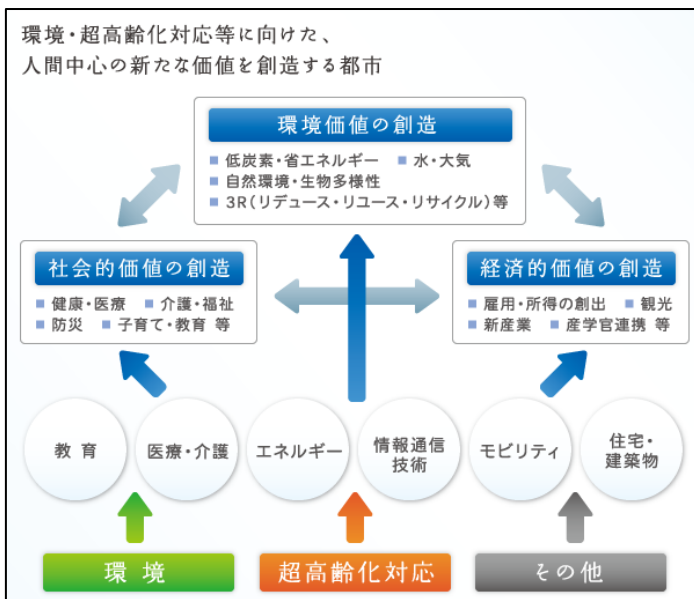 環境・超高齢化対応等に向けた、
人間中心の新たな価値を創造する都市
環境価値の創造
低炭素・省エネルギー 水・大気
自然環境・生物多様性
3R(リデュース・リユース・リサイクル)等
社会的価値の創造
健康・医療 介護・福祉
防災 子育て・教育 等
経済的価値の創造
雇用・所得の創出 観光
新産業 産学官連携 等
教育
医療・介護
エネルギー
情報通信
技術
モビリティ
住宅・
建築物
環境
超高齢化対応
その他